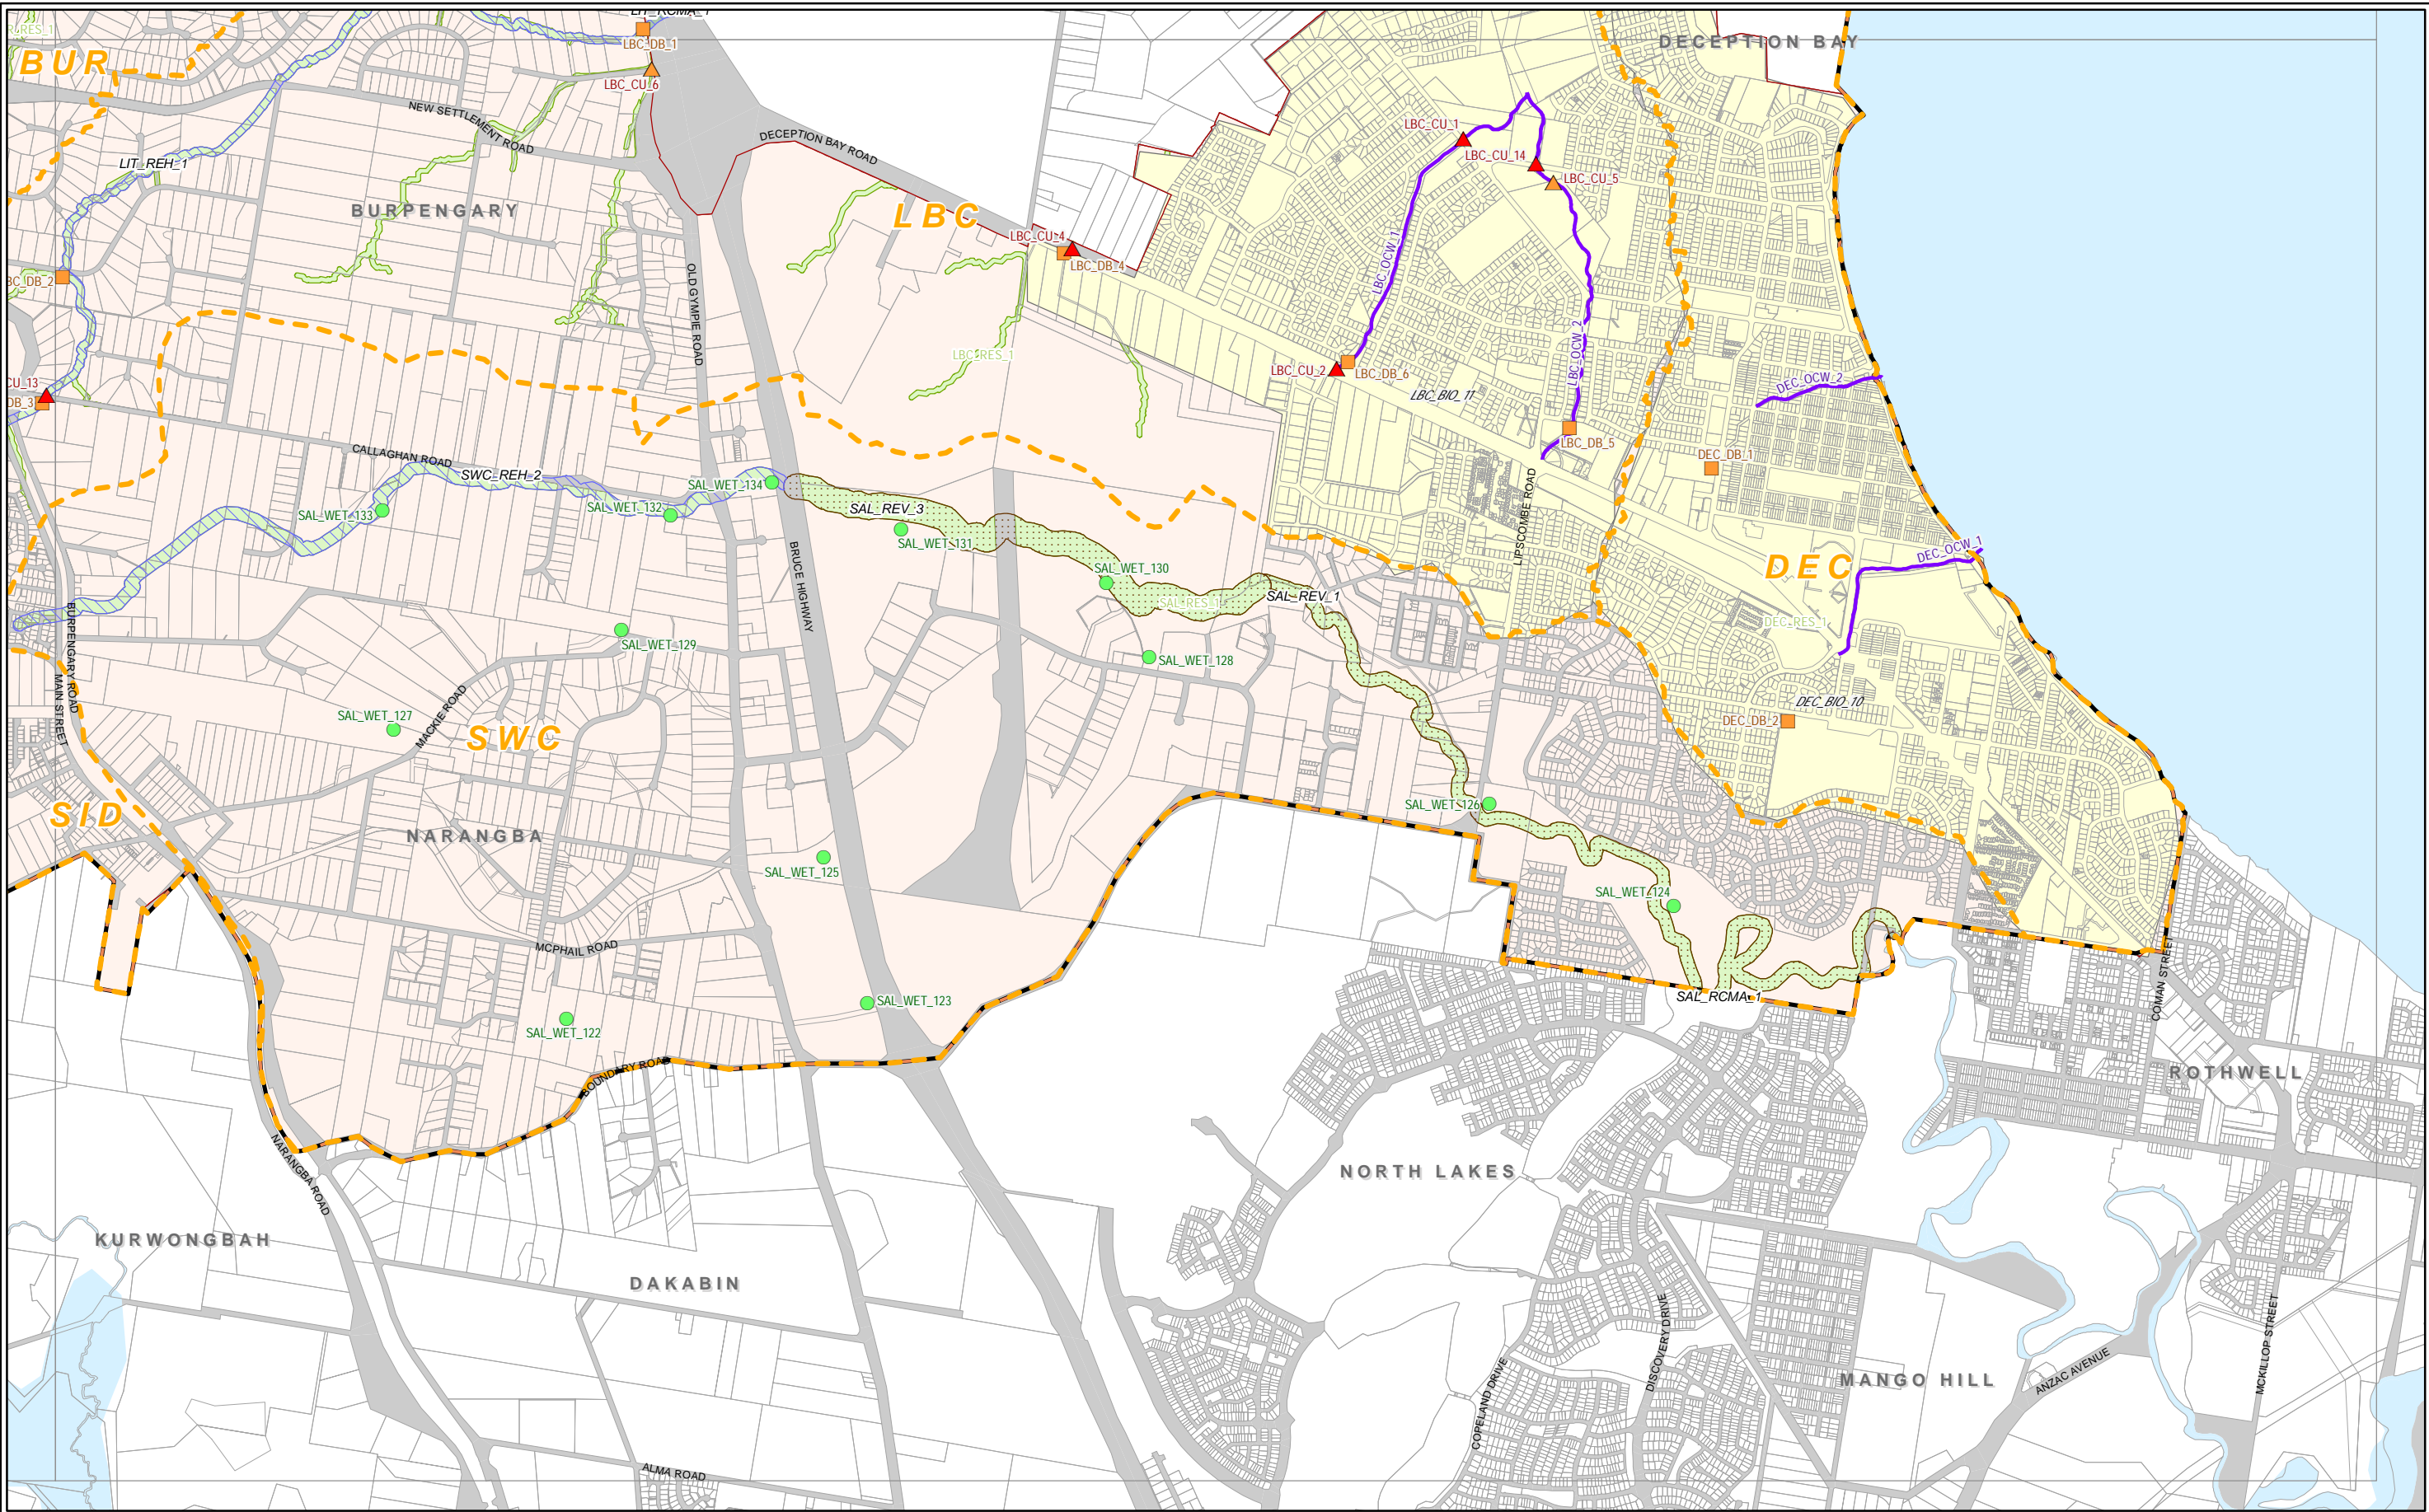 LIT_RCMA_1
R_RES_1
LBC_DB_1
DECEPTION BAY
BUR
LBC_CU_6
NEW SETTLEMENT ROAD
DECEPTION BAY ROAD
LBC_CU_1
LBC_CU_14
LIT_REH_1
LBC_CU_5
BURPENGARY
LBC
LBC_CU_4
LBC_DB_4
LBC_OCW_1
BC_DB_2
OLD GYMPIE ROAD
LBC_RES_1
LBC_OCW_2
LBC_CU_2
LBC_DB_6
CU_13
DB_3
DEC_OCW_2
LBC_BIO_11
LBC_DB_5
CALLAGHAN ROAD
DEC_DB_1
SWC_REH_2
SAL_WET_134
SAL_WET_133
SAL_WET_132
SAL_REV_3
LIPSCOMBE ROAD
SAL_WET_131
BRUCE HIGHWAY
DEC_OCW_1
DEC
SAL_WET_130
SAL_RES_1
SAL_REV_1
DEC_RES_1
SAL_WET_129
BURPENGARY ROAD
SAL_WET_128
MAIN STREET
SAL_WET_127
MACKIE ROAD
DEC_BIO_10
DEC_DB_2
SWC
SID
SAL_WET_126
NARANGBA
SAL_WET_125
SAL_WET_124
MCPHAIL ROAD
COMAN STREET
SAL_RCMA_1
SAL_WET_123
SAL_WET_122
BOUNDARY ROAD
ROTHWELL
NARANGBA ROAD
NORTH LAKES
KURWONGBAH
DAKABIN
DISCOVERY DRIVE
MCKILLOP STREET
MANGO HILL
ANZAC AVENUE
COPELAND DRIVE
ALMA ROAD